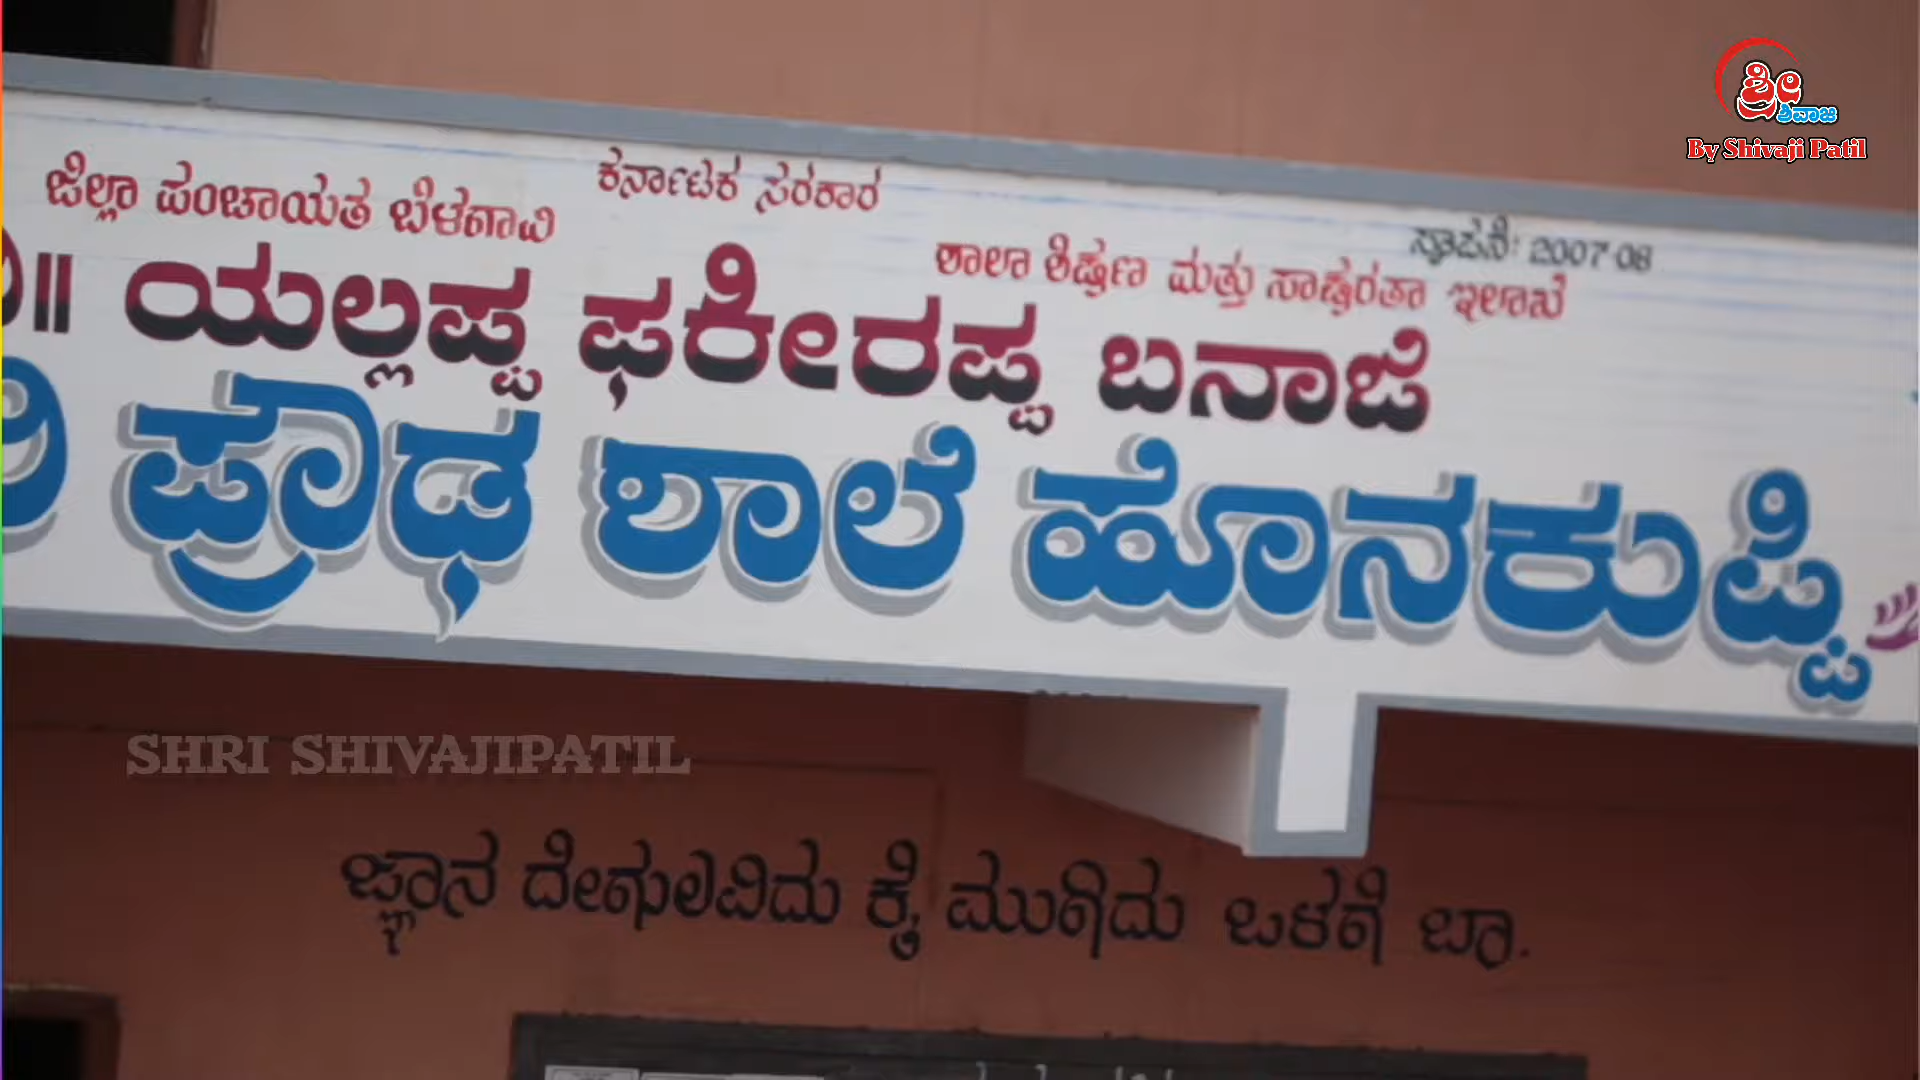 ಶ್ರೀ
ಶಿವಾಜಿ
By Shivaji Patil
ಕರ್ನಾಟಕ ಸರಕಾರ
ಜಿಲ್ಲಾ ಪಂಚಾಯತ ಬೆಳಗಾವಿ
ಶಾಲಾ ಶಿಕ್ಷಣ ಮತ್ತು ಸಾಕ್ಷರತಾ ಇಲಾಖೆ
ಸ್ಥಾಪನೆ: 2007-08
॥ ಯಲ್ಲಪ್ಪ ಫಕೀರಪ್ಪ ಬನಾಜಿ
ಪ್ರೌಢ ಶಾಲೆ ಹೊನಕುಪ್ಪಿ
SHRI SHIVAJIPATIL
ಜ್ಞಾನ ದೇಗುಲವಿದು ಕೈ ಮುಗಿದು ಒಳಗೆ ಬಾ.